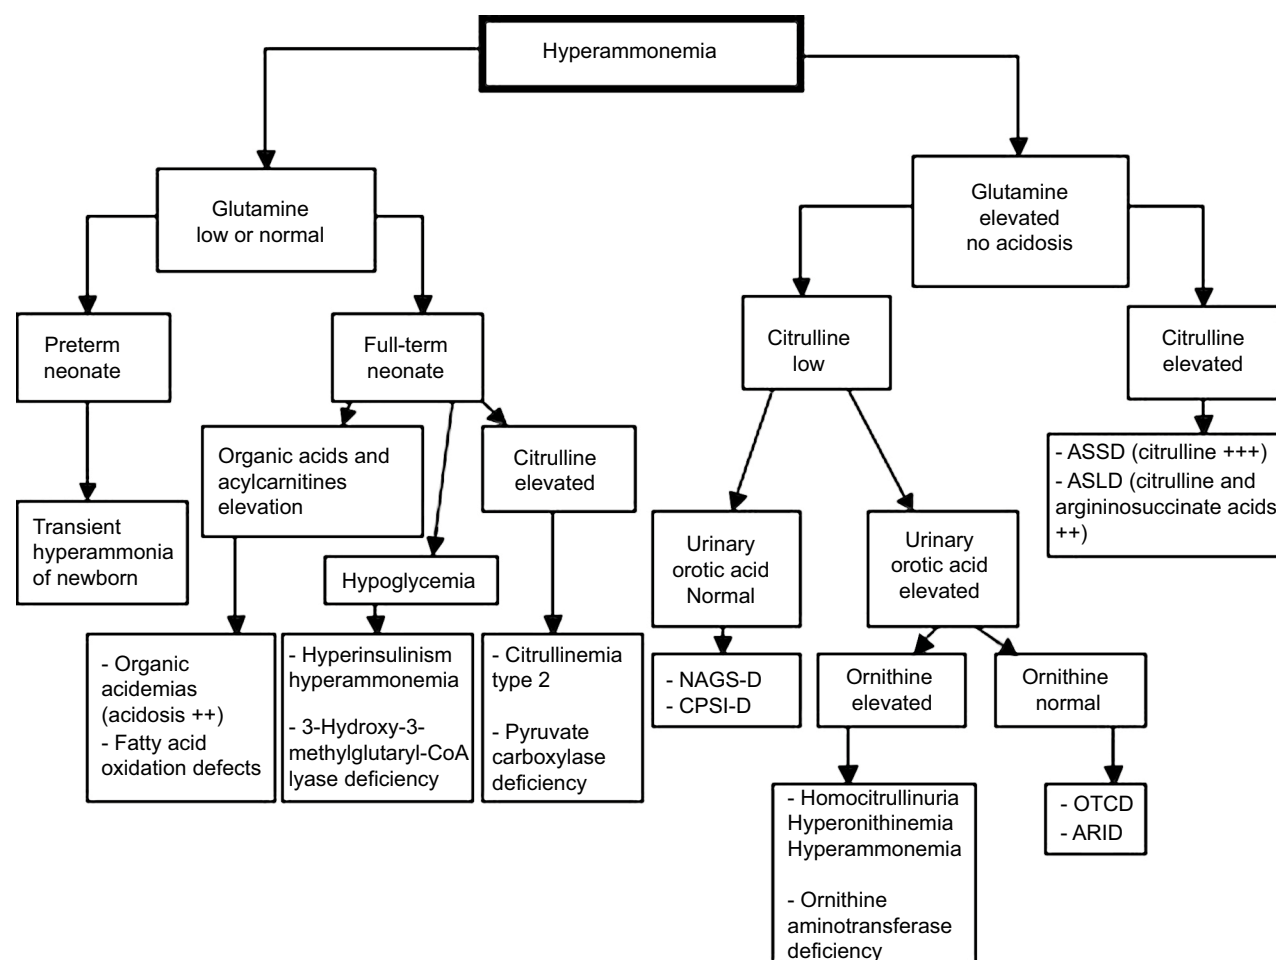 Hyperammonemia
Glutamine
low or normal
Glutamine
elevated
no acidosis
Preterm
neonate
Full-term
neonate
Citrulline
low
Citrulline
elevated
Organic acids and
acylcarnitines
elevation
Citrulline
elevated
- ASSD (citrulline +++)
- ASLD (citrulline and
argininosuccinate acids
++)
Transient
hyperammonia
of newborn
Hypoglycemia
Urinary
orotic acid
Normal
Urinary
orotic acid
elevated
- Organic
acidemias
(acidosis ++)
- Fatty acid
oxidation defects
- Hyperinsulinism
hyperammonemia
- 3-Hydroxy-3-
methylglutaryl-CoA
lyase deficiency
- Citrullinemia
type 2
- Pyruvate
carboxylase
deficiency
- NAGS-D
- CPSI-D
Ornithine
elevated
Ornithine
normal
- Homocitrullinuria
Hyperonithinemia
Hyperammonemia
- Ornithine
aminotransferase
deficiency
- OTCD
- ARID